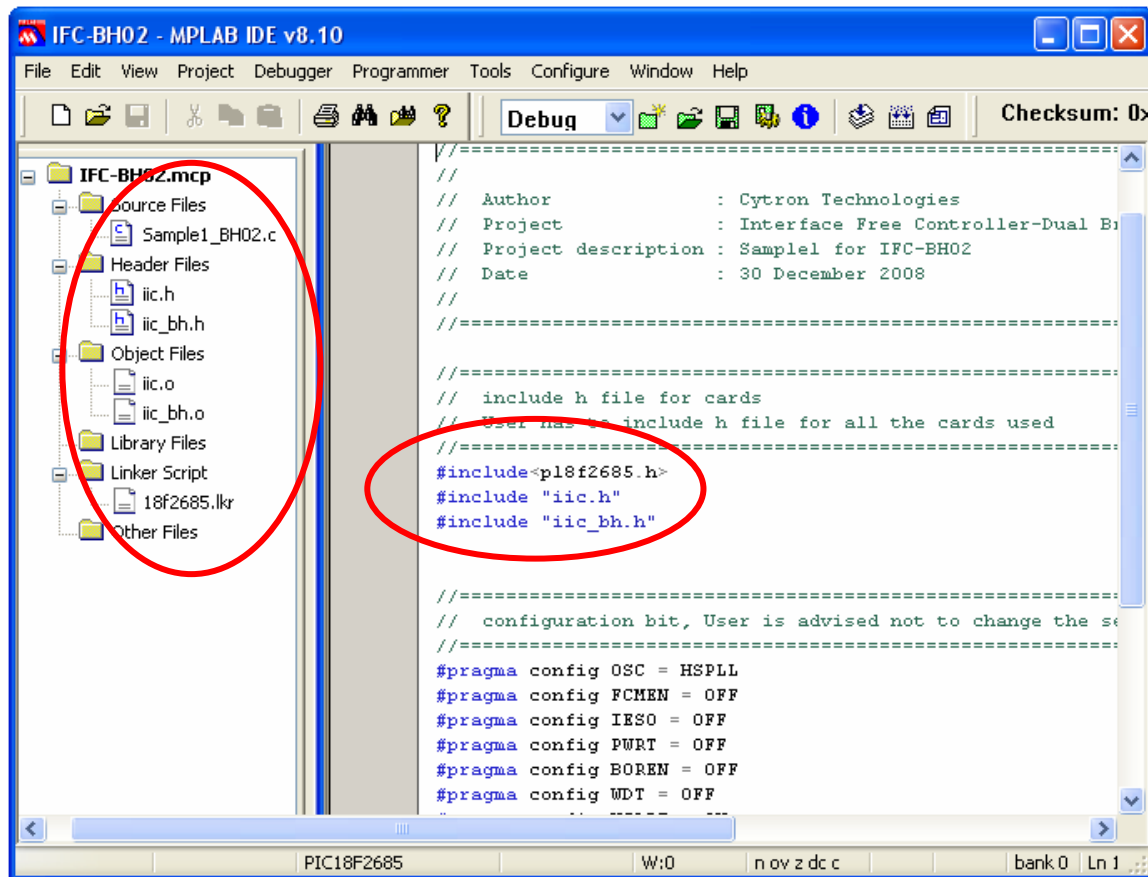 IFC-BH02 - MPLAB IDE v8.10
File Edit View Project Debugger Programmer Tools Configure Window Help
Debug Checksum: 0x
IFC-BH02.mcp
Source Files
Sample1_BH02.c
Header Files
iic.h
iic_bh.h
Object Files
iic.o
iic_bh.o
Library Files
Linker Script
18f2685.lkr
Other Files
//==========================================================
//
// Author : Cytron Technologies
// Project : Interface Free Controller-Dual Br
// Project description : Sample1 for IFC-BH02
// Date : 30 December 2008
//
//==========================================================
//==========================================================
// include h file for cards
// User has to include h file for all the cards used
//==========================================================
#include<p18f2685.h>
#include "iic.h"
#include "iic_bh.h"
//==========================================================
// configuration bit, User is advised not to change the se
//==========================================================
#pragma config OSC = HSPLL
#pragma config FCMEN = OFF
#pragma config IESO = OFF
#pragma config PWRT = OFF
#pragma config BOREN = OFF
#pragma config WDT = OFF
PIC18F2685 W:0 n ov z dc c bank 0 Ln 1